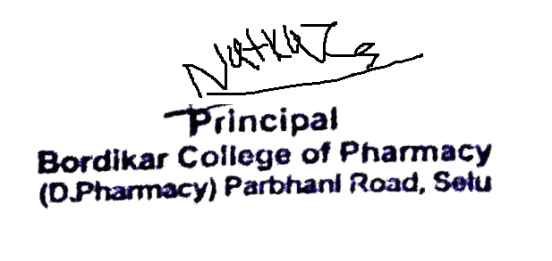 Principal
Bordikar College of Pharmacy
(D.Pharmacy) Parbhani Road, Selu